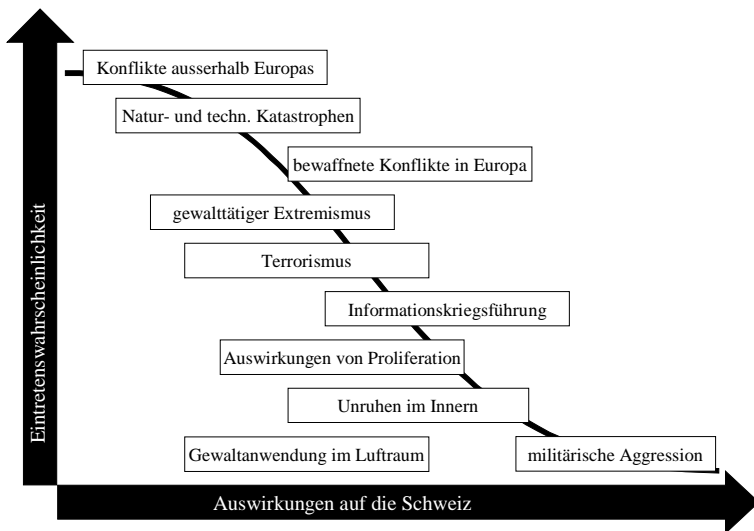 Konflikte ausserhalb Europas
Natur- und techn. Katastrophen
bewaffnete Konflikte in Europa
gewalttätiger Extremismus
Terrorismus
Informationskriegsführung
Auswirkungen von Proliferation
Unruhen im Innern
Gewaltanwendung im Luftraum
militärische Aggression
Eintretenswahrscheinlichkeit
Auswirkungen auf die Schweiz